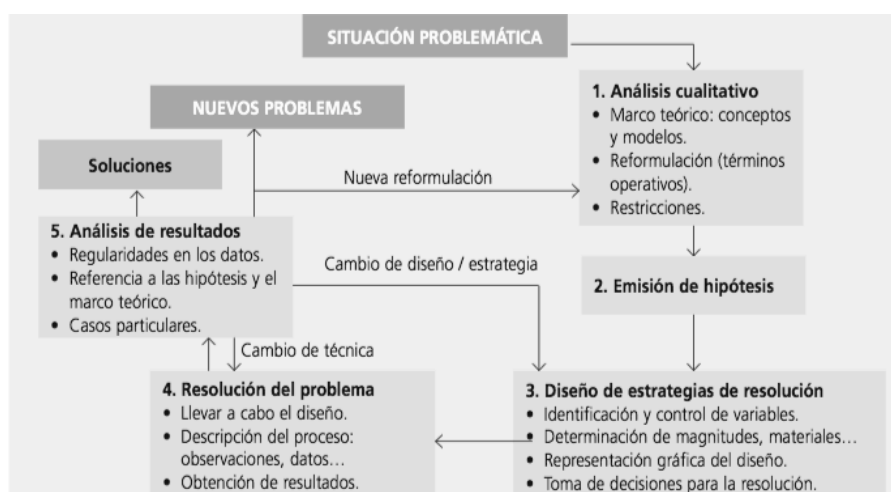 SITUACIÓN PROBLEMÁTICA
1. Análisis cualitativo
• Marco teórico: conceptos
y modelos.
• Reformulación (términos
operativos).
• Restricciones.
NUEVOS PROBLEMAS
Soluciones
Nueva reformulación
5. Análisis de resultados
• Regularidades en los datos.
• Referencia a las hipótesis y el
marco teórico.
• Casos particulares.
Cambio de diseño / estrategia
2. Emisión de hipótesis
Cambio de técnica
4. Resolución del problema
• Llevar a cabo el diseño.
• Descripción del proceso:
observaciones, datos…
• Obtención de resultados.
3. Diseño de estrategias de resolución
• Identificación y control de variables.
• Determinación de magnitudes, materiales…
• Representación gráfica del diseño.
• Toma de decisiones para la resolución.